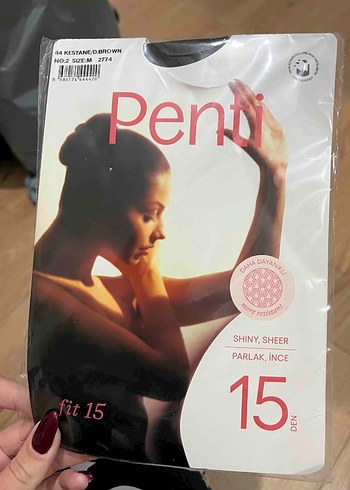 44 KESTANE/D.BROWN
NO:2 SIZE:M 2774
Penti
DAHA DAYANIKLI
more resistant
SHINY, SHEER
PARLAK, İNCE
15 DEN
fit 15